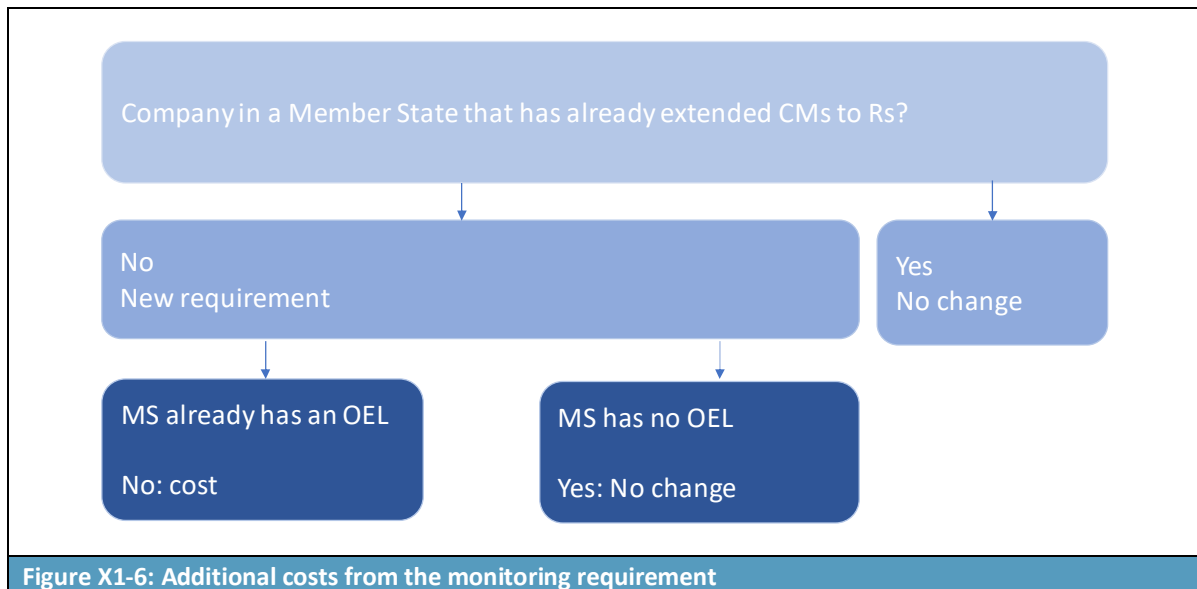 Company in a Member State that has already extended CMs to Rs?
No
New requirement
Yes
No change
MS already has an OEL
No: cost
MS has no OEL
Yes: No change
Figure X1-6: Additional costs from the monitoring requirement